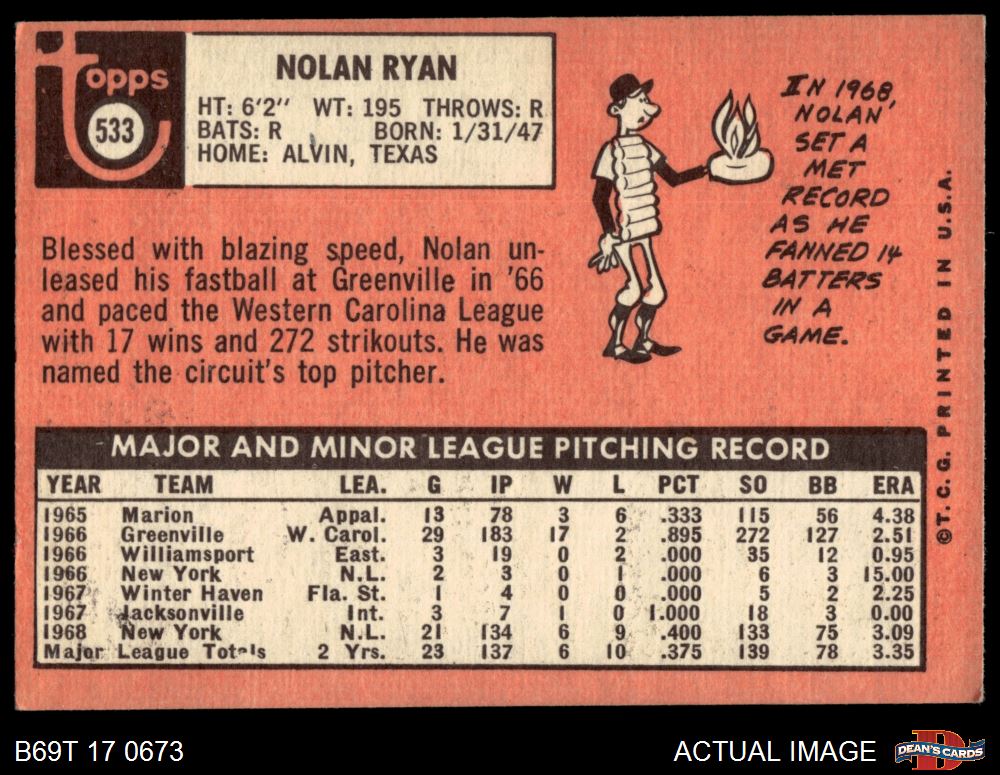 Topps
533
NOLAN RYAN
HT: 6'2" WT: 195 THROWS: R
BATS: R BORN: 1/31/47
HOME: ALVIN, TEXAS
IN 1968,
NOLAN
SET A
MET
RECORD
AS HE
FANNED 14
BATTERS
IN A
GAME.
Blessed with blazing speed, Nolan un-
leased his fastball at Greenville in '66
and paced the Western Carolina League
with 17 wins and 272 strikouts. He was
named the circuit's top pitcher.
MAJOR AND MINOR LEAGUE PITCHING RECORD
YEAR TEAM LEA. G IP W L PCT SO BB ERA
1965 Marion Appal. 13 78 3 6 .333 115 56 4.38
1966 Greenville W. Carol. 29 183 17 2 .895 272 127 2.51
1966 Williamsport East. 3 19 0 2 .000 35 12 0.95
1966 New York N.L. 2 3 0 1 .000 6 3 15.00
1967 Winter Haven Fla. St. 1 4 0 0 .000 5 2 2.25
1967 Jacksonville Int. 3 7 1 0 1.000 18 3 0.00
1968 New York N.L. 21 134 6 9 .400 133 75 3.09
Major League Totals 2 Yrs. 23 137 6 10 .375 139 78 3.35
©T. C. G. PRINTED IN U.S.A.
B69T 17 0673
ACTUAL IMAGE
DEAN'S CARDS